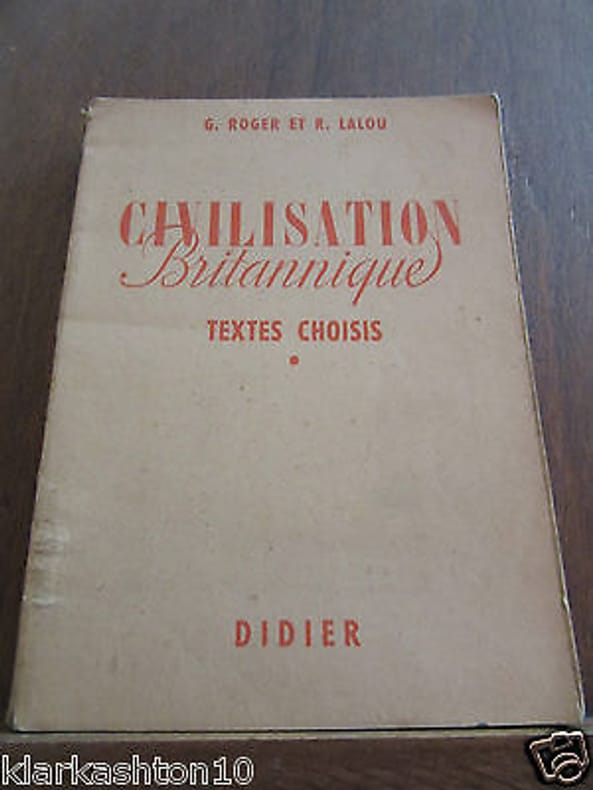 G. ROGER ET R. LALOU
CIVILISATION
Britannique
TEXTES CHOISIS
DIDIER
klarkashton10